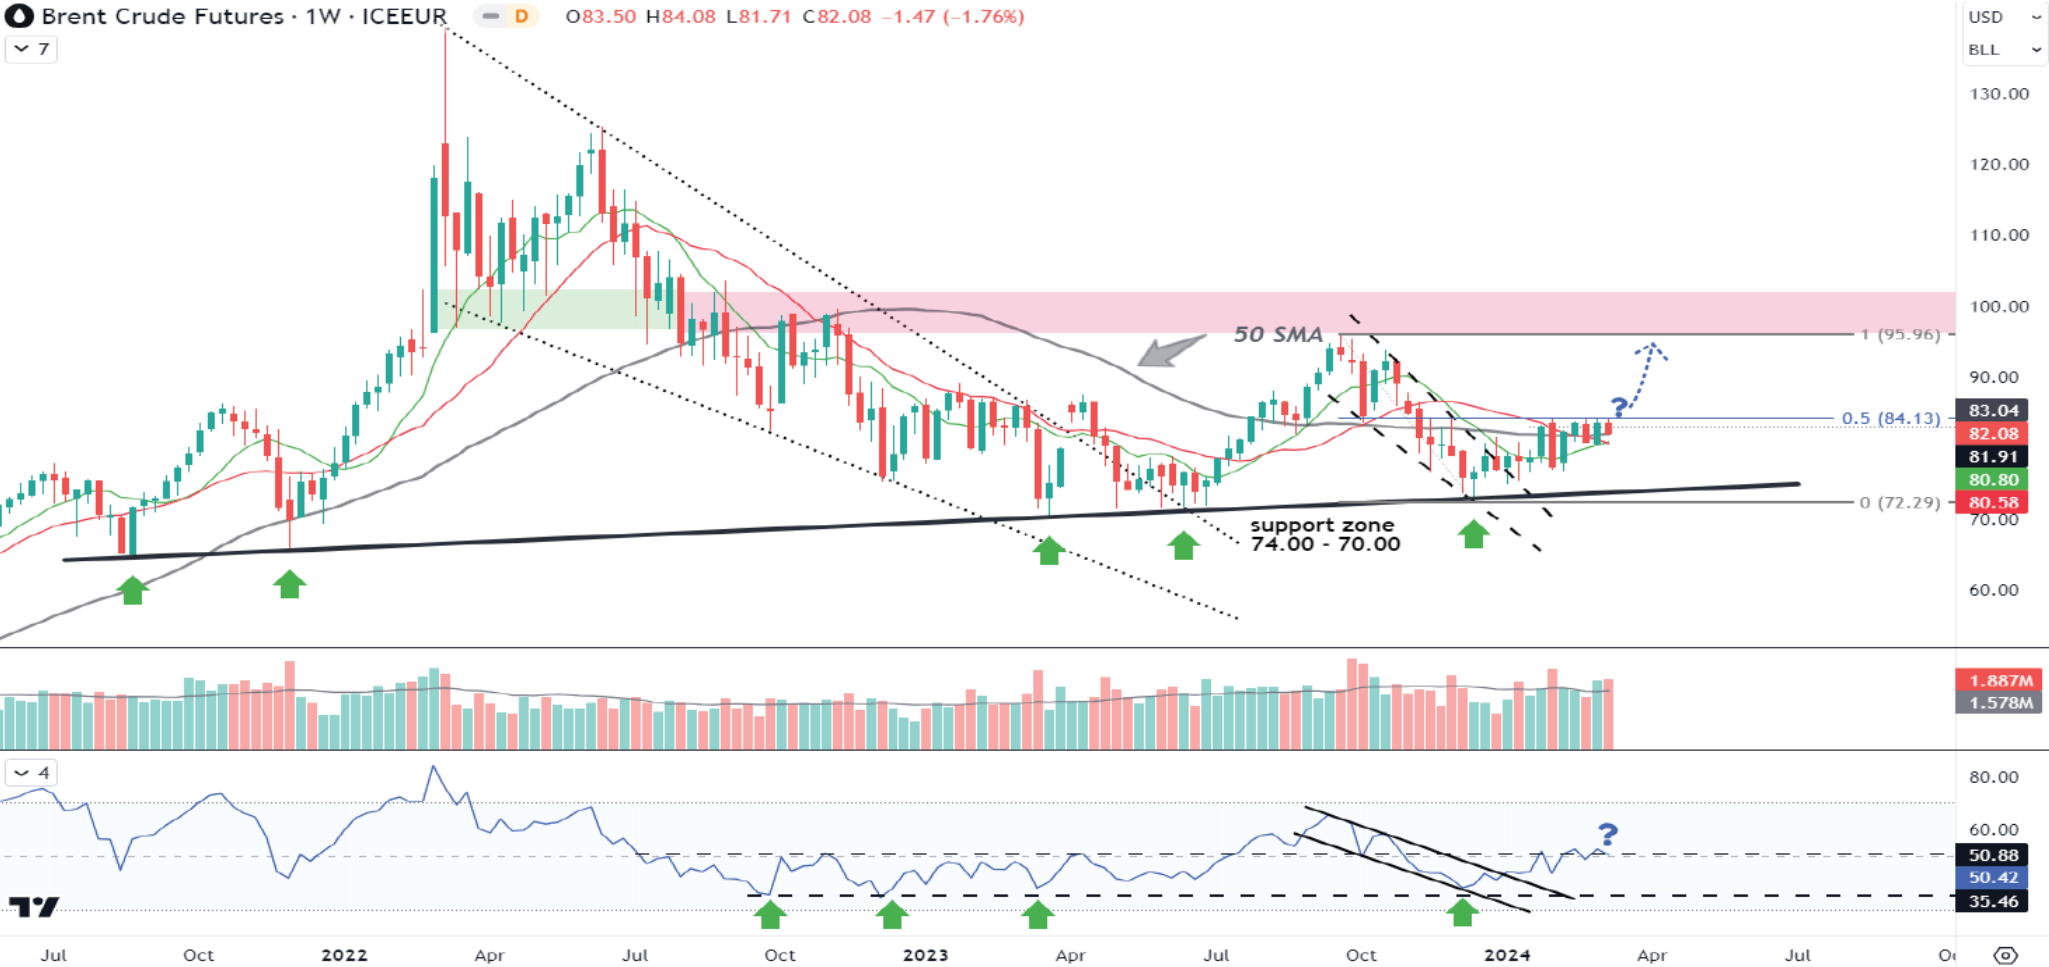 Brent Crude Futures · 1W · ICEEUR D O83.50 H84.08 L81.71 C82.08 −1.47 (−1.76%)
7
USD
BLL
130.00
120.00
110.00
100.00
90.00
83.04
82.08
81.91
80.80
80.58
70.00
60.00
50 SMA
1 (95.96)
?
0.5 (84.13)
0 (72.29)
support zone
74.00 - 70.00
1.887M
1.578M
4
80.00
60.00
?
50.88
50.42
35.46
Jul Oct 2022 Apr Jul Oct 2023 Apr Jul Oct 2024 Apr Jul